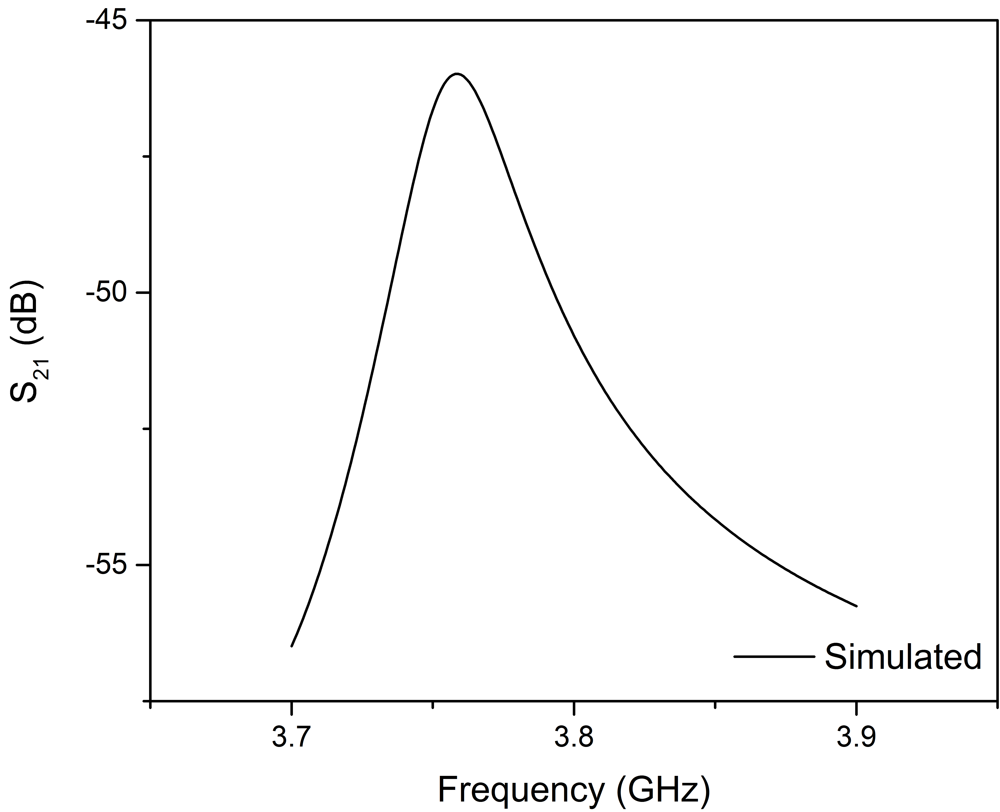 -45
-50
-55
S21 (dB)
Simulated
3.7 3.8 3.9
Frequency (GHz)